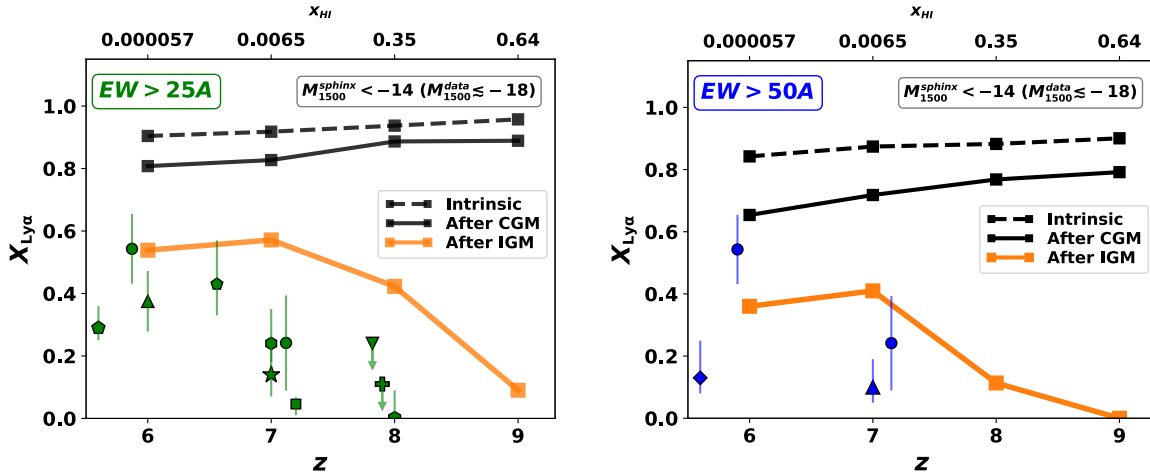 x_HI
0.000057 0.0065 0.35 0.64
EW > 25A
M_1500^sphinx < −14 (M_1500^data ≲ −18)
1.0
0.8
0.6
0.4
0.2
0.0
X_Lyα
Intrinsic
After CGM
After IGM
6 7 8 9
z
x_HI
0.000057 0.0065 0.35 0.64
EW > 50A
M_1500^sphinx < −14 (M_1500^data ≲ −18)
1.0
0.8
0.6
0.4
0.2
0.0
X_Lyα
Intrinsic
After CGM
After IGM
6 7 8 9
z